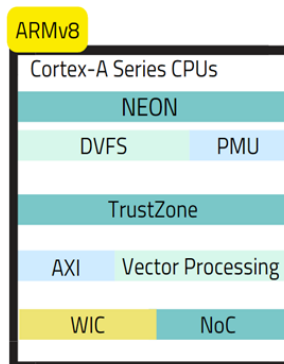 ARMv8
Cortex-A Series CPUs
NEON
DVFS PMU
TrustZone
AXI Vector Processing
WIC NoC